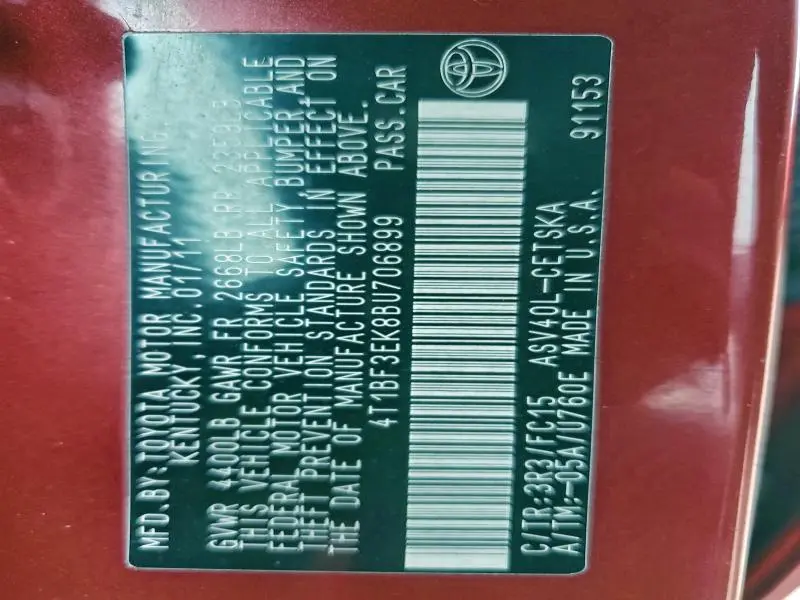 MFD.BY:TOYOTA MOTOR MANUFACTURING,
KENTUCKY, INC. 01/11
GVWR 4400LB GAWR FR 2668LB RR 2359LB
THIS VEHICLE CONFORMS TO ALL APPLICABLE
FEDERAL MOTOR VEHICLE SAFETY, BUMPER, AND
THEFT PREVENTION STANDARDS IN EFFECT ON
THE DATE OF MANUFACTURE SHOWN ABOVE.
4T1BF3EK8BU706899 PASS.CAR
C/TR:3R3/FC15 ASV40L-CETSKA
A/TM:-05A/U760E MADE IN U.S.A. 91153